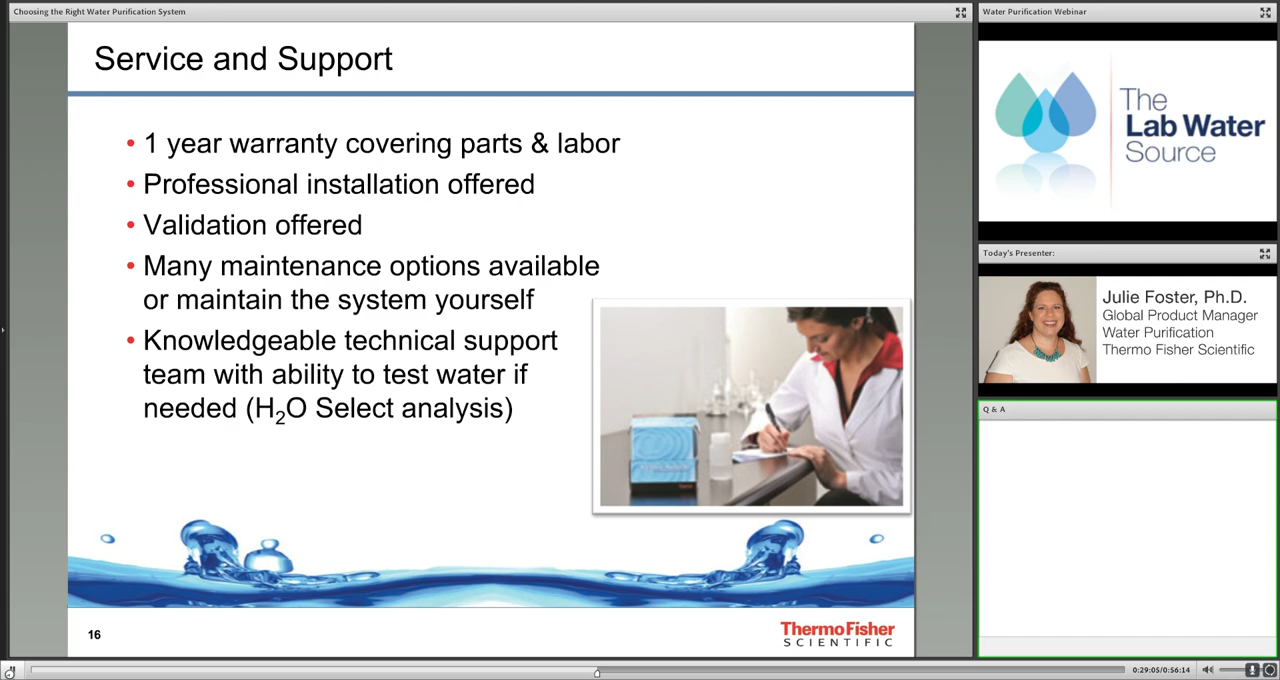 Choosing the Right Water Purification System
Service and Support
• 1 year warranty covering parts & labor
• Professional installation offered
• Validation offered
• Many maintenance options available
or maintain the system yourself
• Knowledgeable technical support
team with ability to test water if
needed (H₂O Select analysis)
16
ThermoFisher
SCIENTIFIC
Water Purification Webinar
The
Lab Water
Source
Today's Presenter:
Julie Foster, Ph.D.
Global Product Manager
Water Purification
Thermo Fisher Scientific
Q & A
0:29:05/0:56:14